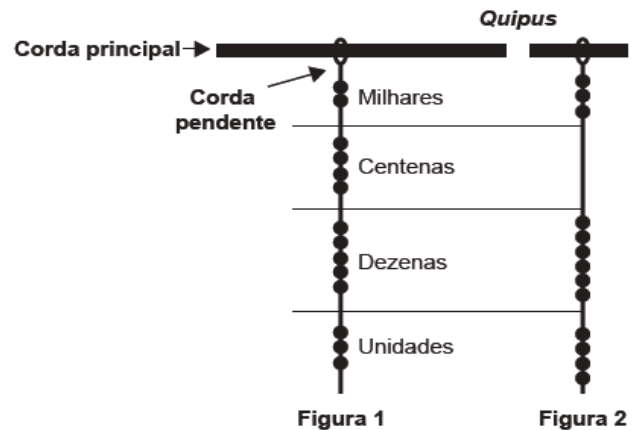 Quipus
Corda principal
Corda
pendente
Milhares
Centenas
Dezenas
Unidades
Figura 1
Figura 2